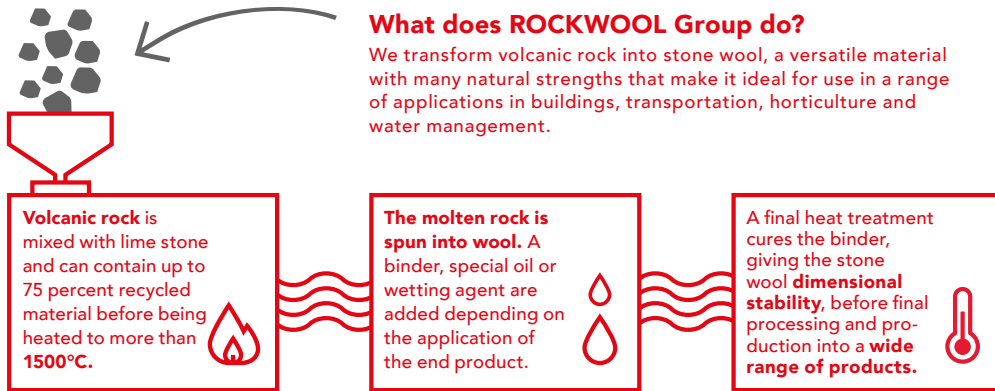 What does ROCKWOOL Group do?
We transform volcanic rock into stone wool, a versatile material
with many natural strengths that make it ideal for use in a range
of applications in buildings, transportation, horticulture and
water management.
Volcanic rock is
mixed with lime stone
and can contain up to
75 percent recycled
material before being
heated to more than
1500°C.
The molten rock is
spun into wool. A
binder, special oil or
wetting agent are
added depending on
the application of
the end product.
A final heat treatment
cures the binder,
giving the stone
wool dimensional
stability, before final
processing and pro-
duction into a wide
range of products.